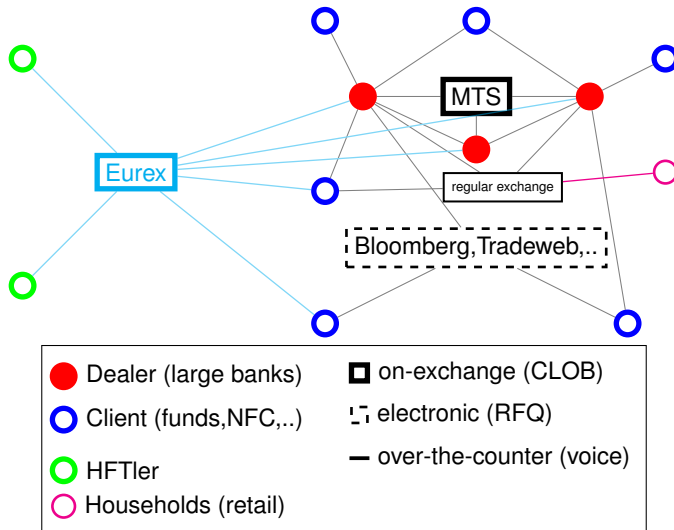 MTS
Eurex
regular exchange
Bloomberg,Tradeweb,..
Dealer (large banks)
on-exchange (CLOB)
Client (funds,NFC,..)
electronic (RFQ)
over-the-counter (voice)
HFTler
Households (retail)